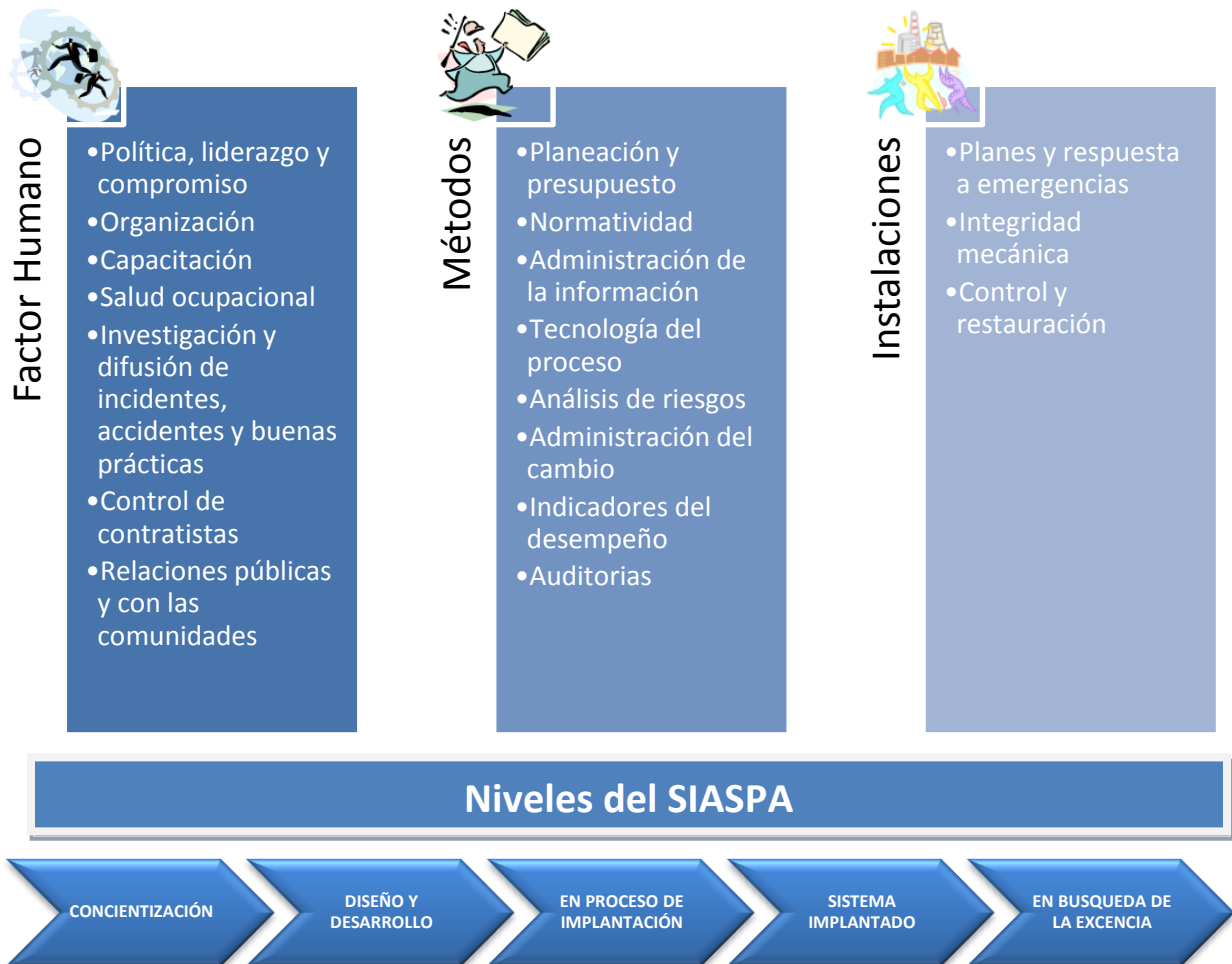 Factor Humano
•Política, liderazgo y
compromiso
•Organización
•Capacitación
•Salud ocupacional
•Investigación y
difusión de
incidentes,
accidentes y buenas
prácticas
•Control de
contratistas
•Relaciones públicas
y con las
comunidades
Métodos
•Planeación y
presupuesto
•Normatividad
•Administración de
la información
•Tecnología del
proceso
•Análisis de riesgos
•Administración del
cambio
•Indicadores del
desempeño
•Auditorias
Instalaciones
•Planes y respuesta
a emergencias
•Integridad
mecánica
•Control y
restauración
Niveles del SIASPA
CONCIENTIZACIÓN
DISEÑO Y
DESARROLLO
EN PROCESO DE
IMPLANTACIÓN
SISTEMA
IMPLANTADO
EN BUSQUEDA DE
LA EXCENCIA